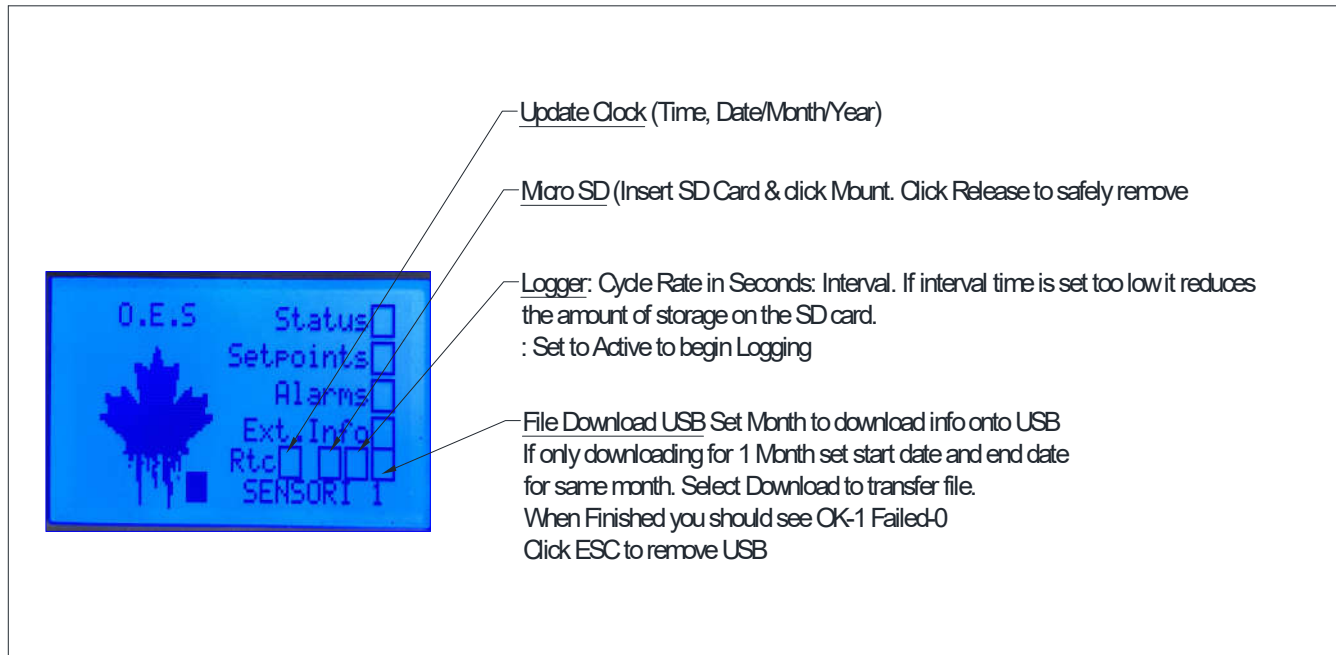 Update Clock (Time, Date/Month/Year)
Micro SD (Insert SD Card & click Mount. Click Release to safely remove
Logger: Cycle Rate in Seconds: Interval. If interval time is set too low it reduces
the amount of storage on the SD card.
: Set to Active to begin Logging
File Download USB Set Month to download info onto USB
If only downloading for 1 Month set start date and end date
for same month. Select Download to transfer file.
When Finished you should see OK-1 Failed-0
Click ESC to remove USB
O.E.S
Status
Setpoints
Alarms
Ext.Info
Rtc
SENSORI 1